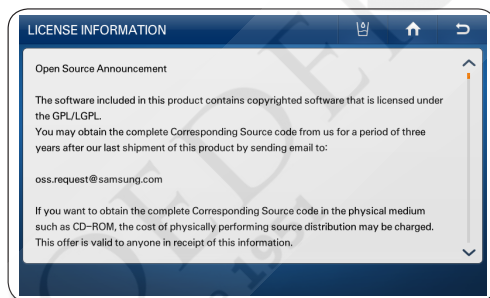 LICENSE INFORMATION
Open Source Announcement
The software included in this product contains copyrighted software that is licensed under
the GPL/LGPL.
You may obtain the complete Corresponding Source code from us for a period of three
years after our last shipment of this product by sending email to:
oss.request@samsung.com
If you want to obtain the complete Corresponding Source code in the physical medium
such as CD-ROM, the cost of physically performing source distribution may be charged.
This offer is valid to anyone in receipt of this information.